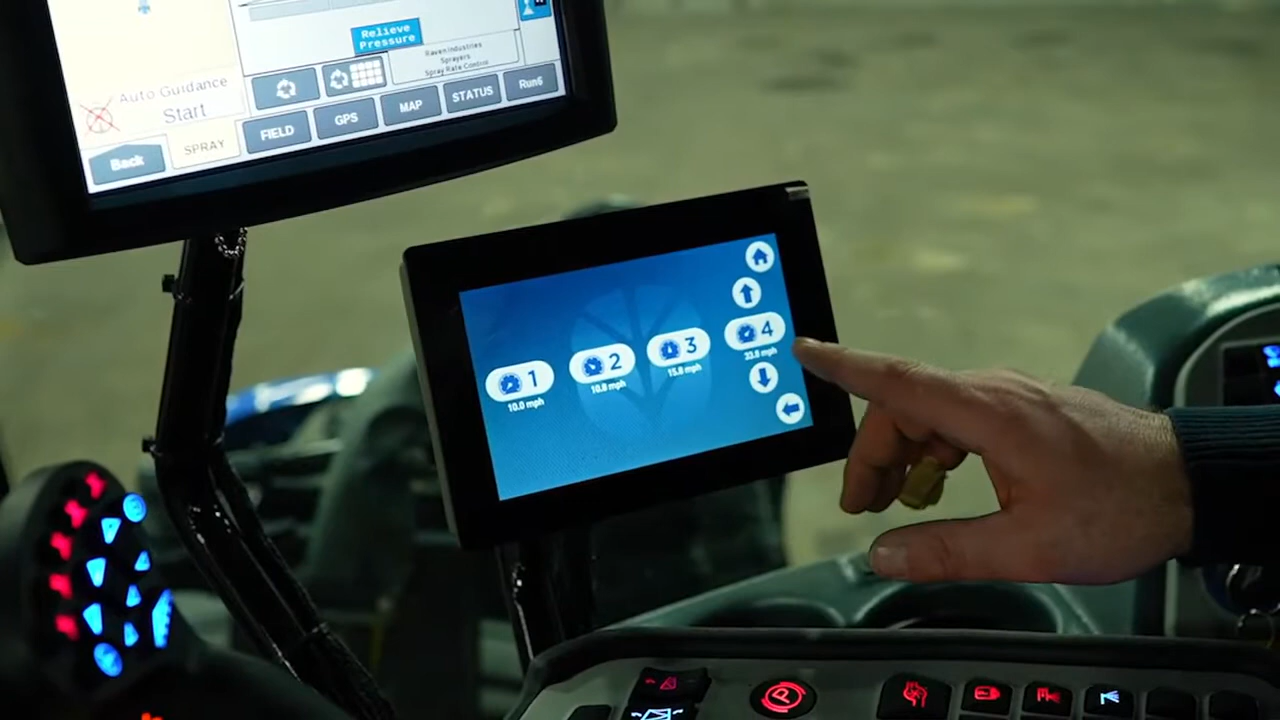 Relieve
Pressure
Raven Industries
Sprayers
Spray Rate Control
Auto Guidance
Start
Back
SPRAY
FIELD
GPS
MAP
STATUS
Run6
1
10.0 mph
2
10.8 mph
3
15.8 mph
4
33.8 mph
P